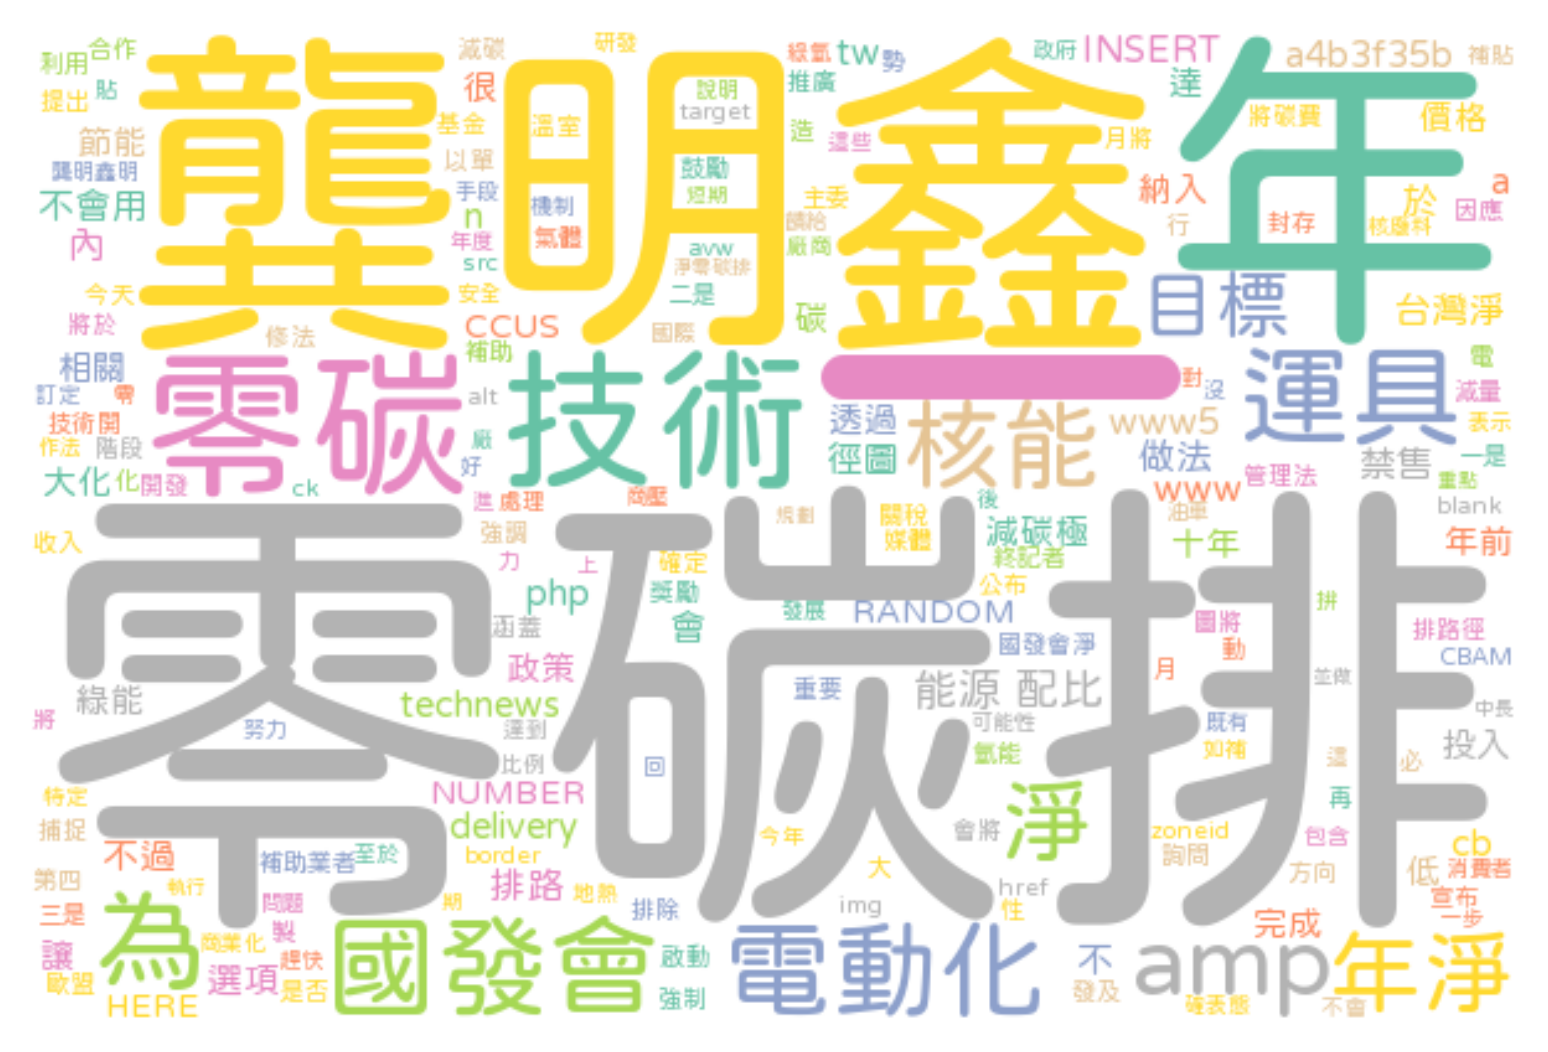 利用 合作 減碳 研發 綠氫 tw 勢 政府 INSERT a4b3f35b 補貼
龔明鑫 年
貼 很 說明 推廣 達
提出 基金 溫室 target 造 這些 月將 將碳費 價格
節能 以單 鼓勵 納入 a
龔明鑫明 手段 機制 短期 主委 於 因應
不會用 n 氣體 饋給 行 封存 核廢料
內 年度 avw 廠商
src 淨零碳排
今天 安全 二是 碳 目標 台灣淨
將於 修法 CCUS 國際
零碳 技術 一 運具
相關 補助 對 電
訂定 零 alt 沒 減量
技術開 透過 核能 www5 表示
作法 階段 廠 徑圖 做法 禁售 一是
大化 化 開發 ck 好 管理法 重點
進 處理 商壓 後 www blank
零碳排
收入 強調 規劃 關稅 減碳極 油車 十年 年前
力 上 確定 媒體 終記者
php 獎勵 公布 拼
涵蓋 會 發展 RANDOM 圖將 排路徑
政策 國發會淨 動 CBAM
綠能 technews 重要 能源 配比 月 並做
將 努力 達到 可能性 既有 中長
比例 回 氫能 如補 這 必 投入
特定 NUMBER 淨 再
捕捉 delivery 今年 會將 zoneid 包含 cb
不過 補助業者 至於 border 大 詢問 方向 低 消費者
第四 執行 排路 地熱 href 宣布
三是 為 問題 期 排除 img 性 完成 一步
讓 商業化 製 國發會 啟動 電動化 不 amp 年淨
歐盟 選項 趕快 發及
HERE 是否 強制 確表態 不會